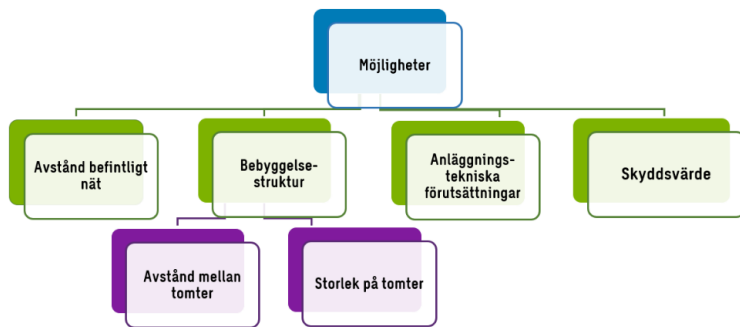 Möjligheter
Avstånd befintligt
nät
Bebyggelse-
struktur
Anläggnings-
tekniska
förutsättningar
Skyddsvärde
Avstånd mellan
tomter
Storlek på tomter